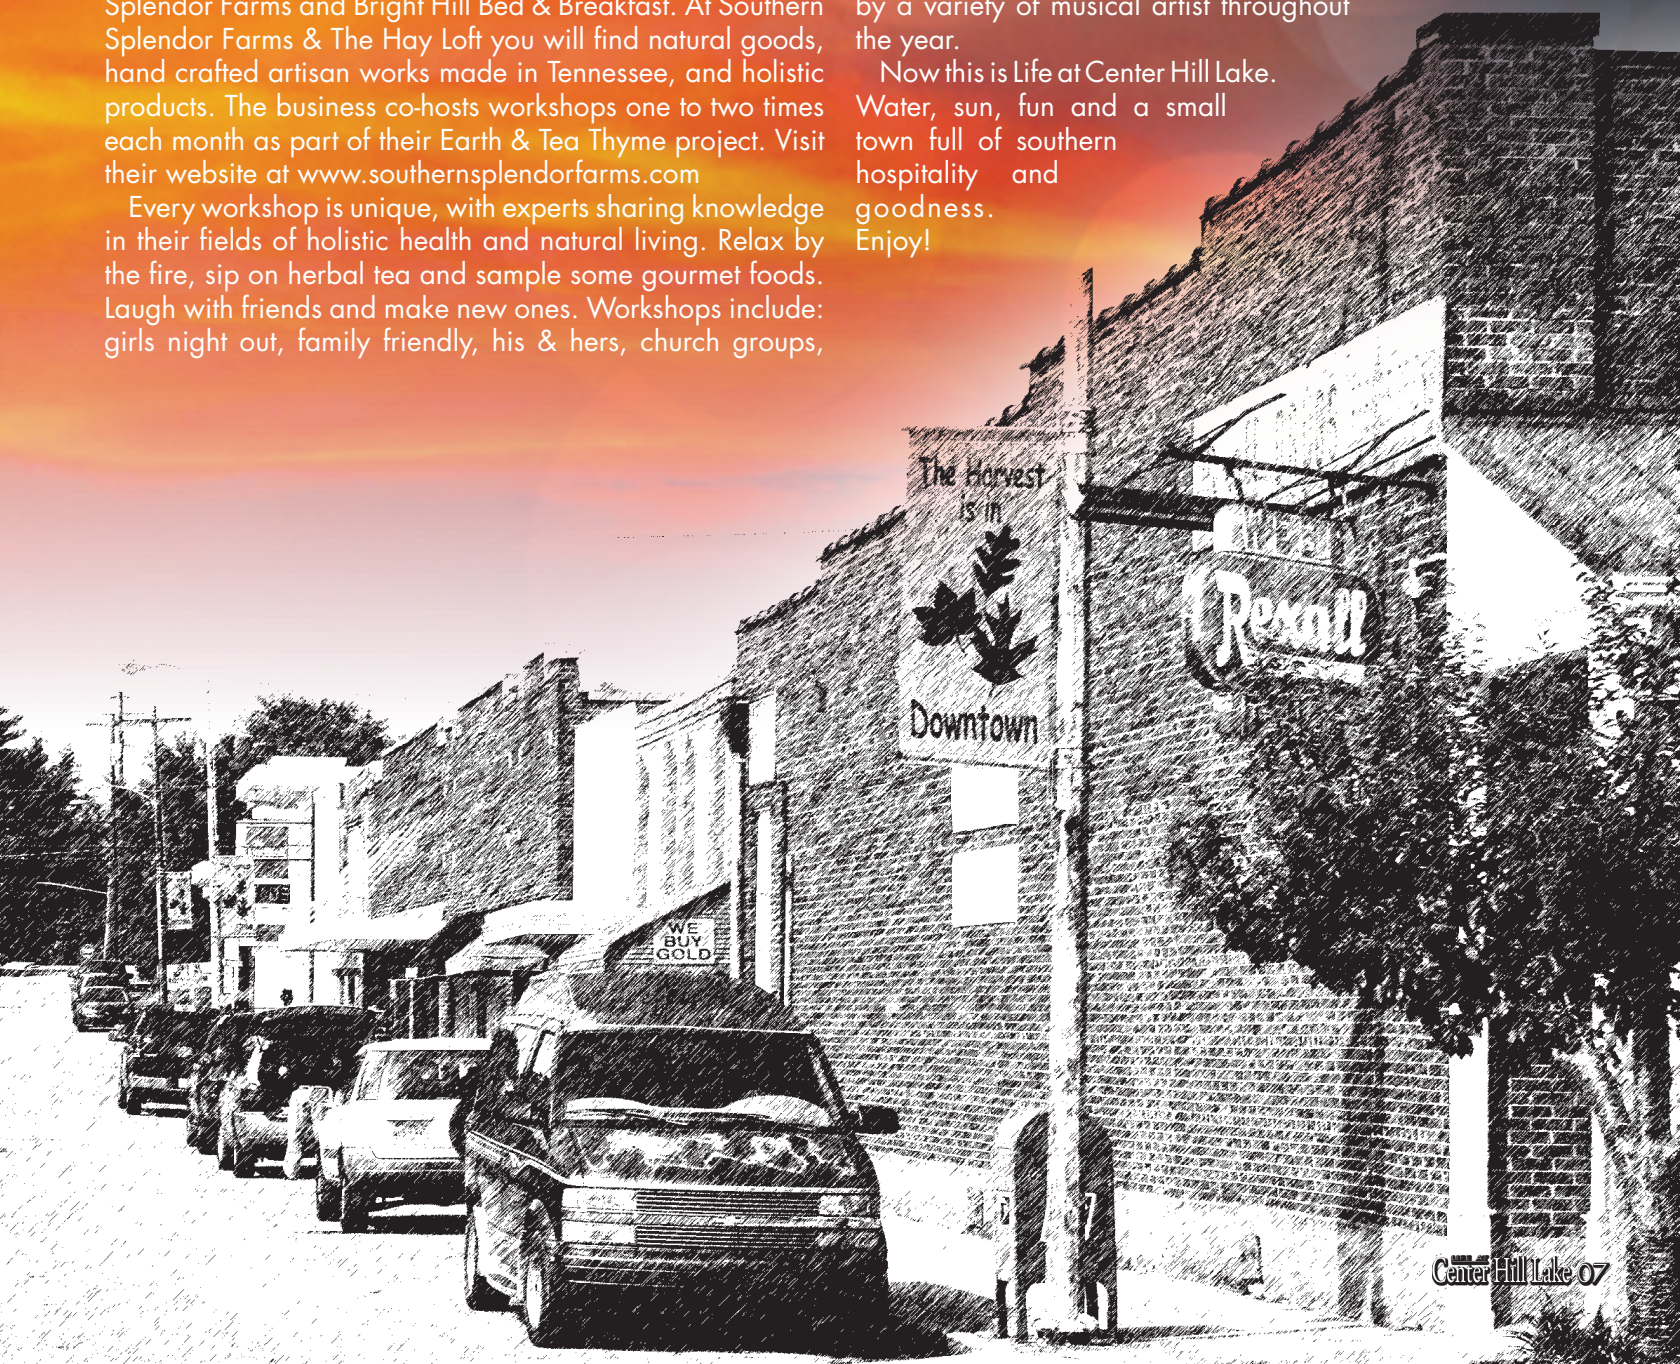 Splendor Farms and Bright Hill Bed & Breakfast. At Southern
Splendor Farms & The Hay Loft you will find natural goods,
hand crafted artisan works made in Tennessee, and holistic
products. The business co-hosts workshops one to two times
each month as part of their Earth & Tea Thyme project. Visit
their website at www.southernsplendorfarms.com
Every workshop is unique, with experts sharing knowledge
in their fields of holistic health and natural living. Relax by
the fire, sip on herbal tea and sample some gourmet foods.
Laugh with friends and make new ones. Workshops include:
girls night out, family friendly, his & hers, church groups,
by a variety of musical artist throughout
the year.
Now this is Life at Center Hill Lake.
Water, sun, fun and a small
town full of southern
hospitality and
goodness.
Enjoy!
The Harvest
is in
Downtown
Rexall
WE
BUY
GOLD
Center Hill Lake 07